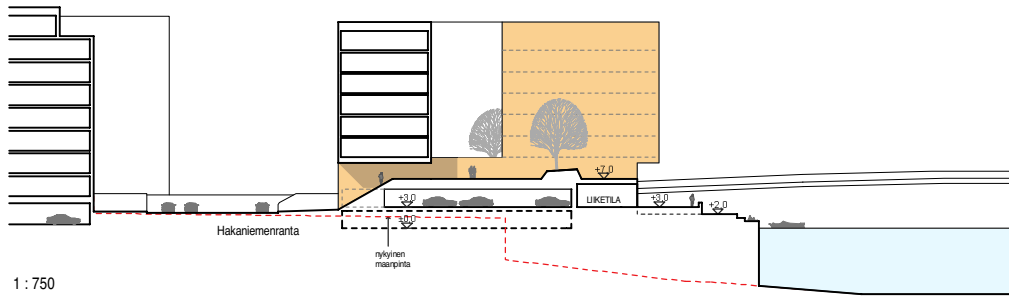 +7,0
+3,0
LIIKETILA
+3,0
+2,0
±0,0
Hakaniemenranta
nykyinen
maanpinta
1 : 750